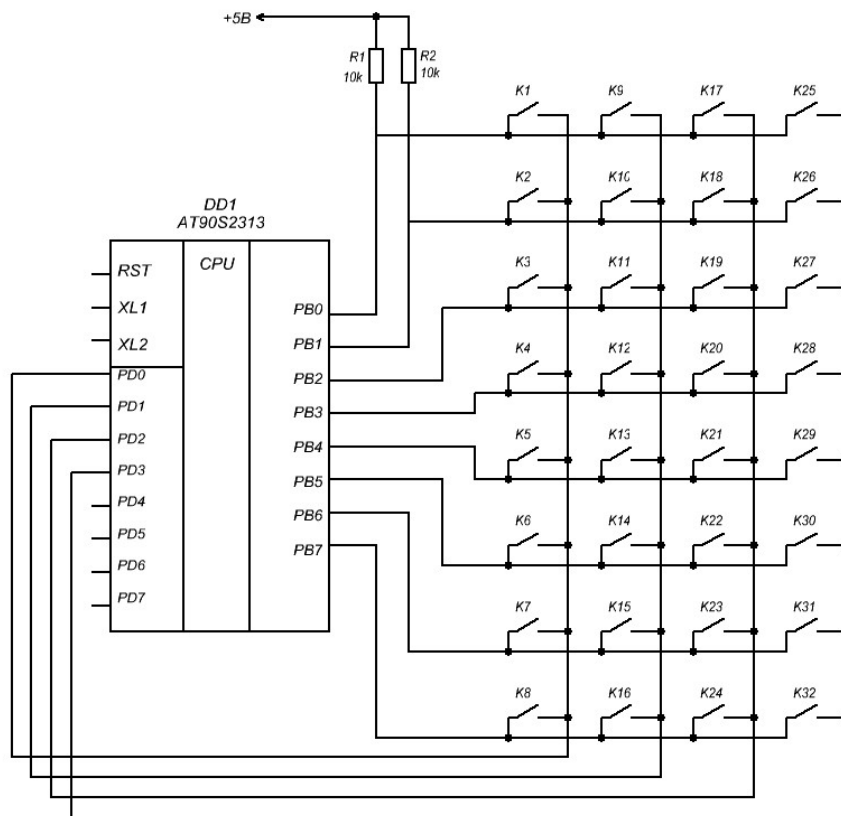 +5В
R1
10k
R2
10k
K1
K9
K17
K25
K2
K10
K18
K26
DD1
AT90S2313
CPU
RST
XL1
XL2
PD0
PD1
PD2
PD3
PD4
PD5
PD6
PD7
PB0
PB1
PB2
PB3
PB4
PB5
PB6
PB7
K3
K11
K19
K27
K4
K12
K20
K28
K5
K13
K21
K29
K6
K14
K22
K30
K7
K15
K23
K31
K8
K16
K24
K32